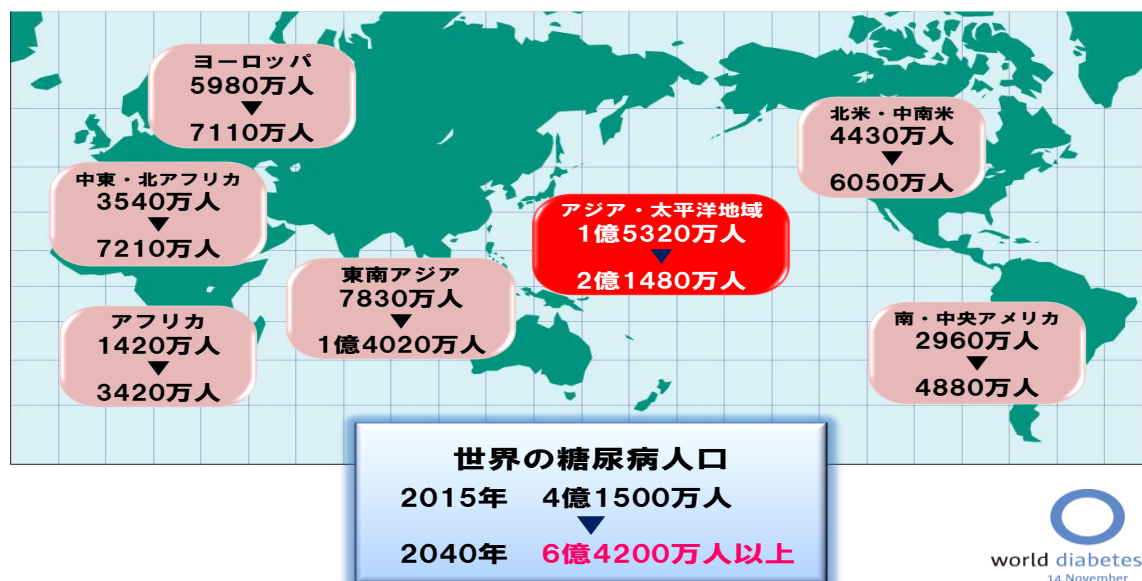 ヨーロッパ
5980万人
▼
7110万人
北米・中南米
4430万人
▼
6050万人
中東・北アフリカ
3540万人
▼
7210万人
アジア・太平洋地域
1億5320万人
▼
2億1480万人
東南アジア
7830万人
▼
1億4020万人
アフリカ
1420万人
▼
3420万人
南・中央アメリカ
2960万人
▼
4880万人
世界の糖尿病人口
2015年 4億1500万人
▼
2040年 6億4200万人以上
world diabetes
14 November